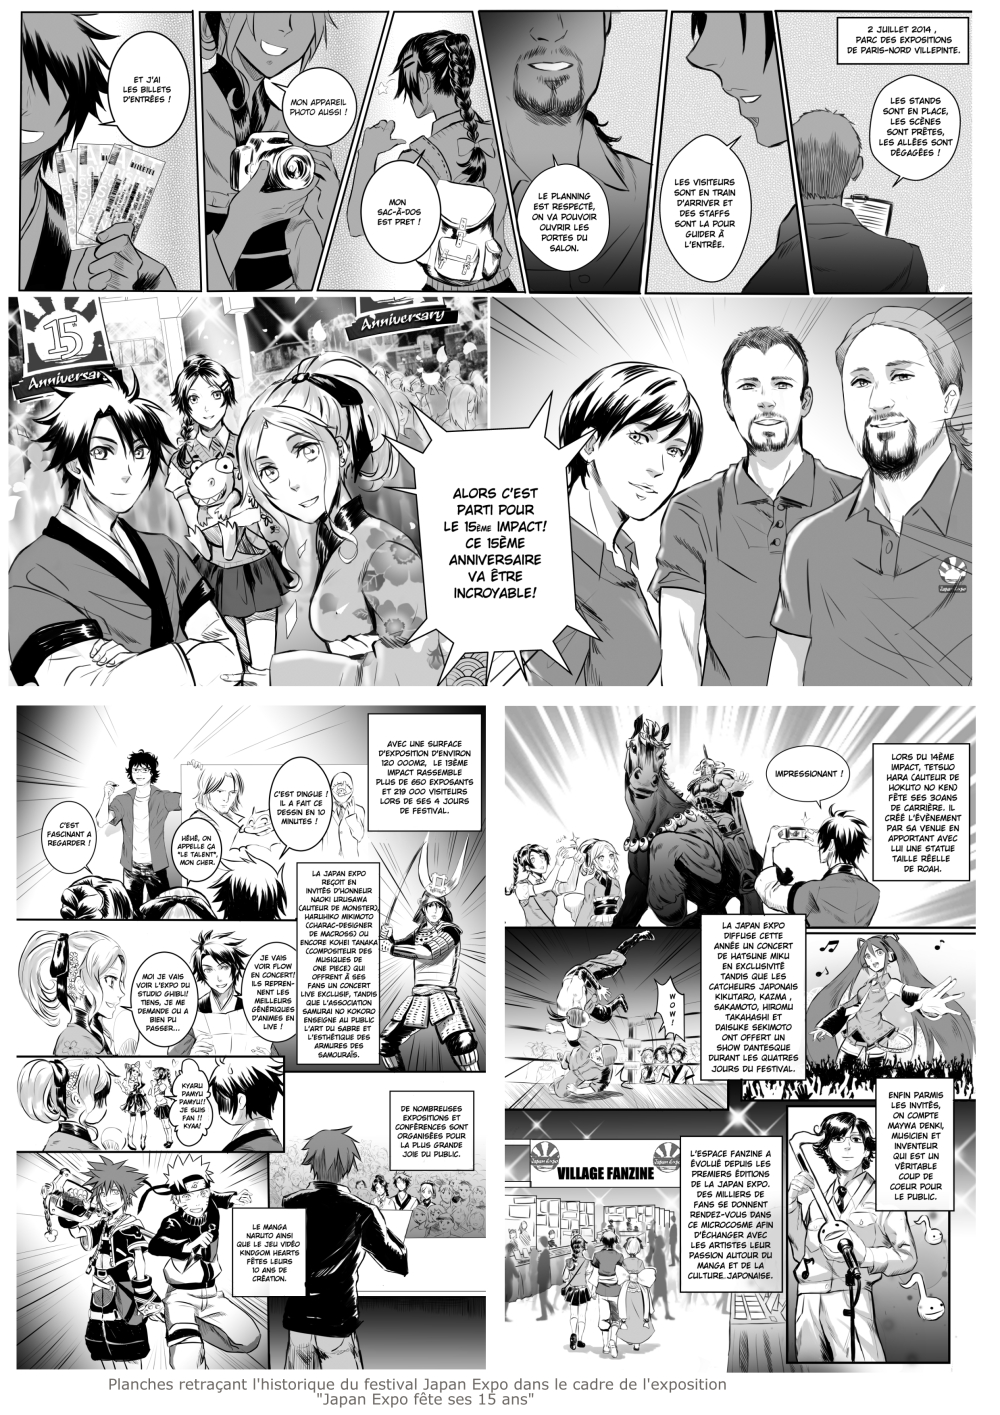 ET J'AI
LES BILLETS
D'ENTRÉES !
MON APPAREIL
PHOTO AUSSI !
MON
SAC-À-DOS
EST PRET !
LE PLANNING
EST RESPECTÉ,
ON VA POUVOIR
OUVRIR LES
PORTES DU
SALON.
LES VISITEURS
SONT EN TRAIN
D'ARRIVER ET
DES STAFFS
SONT LA POUR
GUIDER À
L'ENTRÉE.
2 JUILLET 2014 ,
PARC DES EXPOSITIONS
DE PARIS-NORD VILLEPINTE.
LES STANDS
SONT EN PLACE,
LES SCÈNES
SONT PRÊTES,
LES ALLÉES SONT
DÉGAGÉES !
15
Anniversary
Anniversary
ALORS C'EST
PARTI POUR
LE 15ÈME IMPACT!
CE 15ÈME
ANNIVERSAIRE
VA ÊTRE
INCROYABLE!
Japan Expo
C'EST
FASCINANT A
REGARDER !
HÉHÉ, ON
APPELLE ÇA
"LE TALENT",
MON CHER.
C'EST DINGUE !
IL A FAIT CE
DESSIN EN 10
MINUTES !
AVEC UNE SURFACE
D'EXPOSITION D'ENVIRON
120 000M2, LE 13ÈME
IMPACT RASSEMBLE
PLUS DE 650 EXPOSANTS
ET 219 000 VISITEURS
LORS DE SES 4 JOURS
DE FESTIVAL.
LA JAPAN EXPO
REÇOIT EN
INVITÉS D'HONNEUR
NAOKI URUSAWA
(AUTEUR DE MONSTER),
HARUHIKO MIKIMOTO
(CHARAC-DESIGNER
DE MACROSS) OU
ENCORE KOHEI TANAKA
(COMPOSITEUR DES
MUSIQUES DE
ONE PIECE) QUI
OFFRENT À SES
FANS UN CONCERT
LIVE EXCLUSIF, TANDIS
QUE L'ASSOCIATION
SAMURAI NO KOKORO
ENSEIGNE AU PUBLIC
L'ART DU SABRE ET
L'ESTHÉTIQUE DES
ARMURES DES
SAMOURAÏS.
MOI JE VAIS
VOIR L'EXPO DU
STUDIO GHIBLI!
TIENS, JE ME
DEMANDE OU A
BIEN PU
PASSER...
JE VAIS
VOIR FLOW
EN CONCERT!
ILS REPREN-
NENT LES
MEILLEURS
GÉNÉRIQUES
D'ANIMES EN
LIVE !
KYARU
PAMYU
PAMYU!!
JE SUIS
FAN !!
KYAA!
DE NOMBREUSES
EXPOSITIONS ET
CONFÈRENCES SONT
ORGANISÉES POUR
LA PLUS GRANDE
JOIE DU PUBLIC.
LE MANGA
NARUTO AINSI
QUE LE JEU VIDÉO
KINDGOM HEARTS
FÊTES LEURS
10 ANS DE
CRÉATION.
IMPRESSIONANT !
LORS DU 14ÈME
IMPACT, TETSUO
HARA (AUTEUR DE
HOKUTO NO KEN)
FÊTE SES 30ANS
DE CARRIÈRE. IL
CRÉÉ L'ÉVÈNEMENT
PAR SA VENUE EN
APPORTANT AVEC
LUI UNE STATUE
TAILLE RÉELLE
DE ROAH.
WOW!
LA JAPAN EXPO
DIFFUSE CETTE
ANNÉE UN CONCERT
DE HATSUNE MIKU
EN EXCLUSIVITÉ
TANDIS QUE LES
CATCHEURS JAPONAIS
KIKUTARO, KAZMA ,
SAKAMOTO, HIROMU
TAKAHASHI ET
DAISUKE SEKIMOTO
ONT OFFERT UN
SHOW DANTESQUE
DURANT LES QUATRES
JOURS DU FESTIVAL.
ENFIN PARMIS
LES INVITÉS,
ON COMPTE
MAYWA DENKI,
MUSICIEN ET
INVENTEUR
QUI EST UN
VÉRITABLE
COUP DE
COEUR POUR
LE PUBLIC.
Japan Expo
VILLAGE FANZINE
Japan Expo
L'ESPACE FANZINE A
ÉVOLUÉ DEPUIS LES
PREMIERS ÉDITIONS
DE LA JAPAN EXPO.
DES MILLIERS DE
FANS SE DONNENT
RENDEZ-VOUS DANS
CE MICROCOSME AFIN
D'ÉCHANGER AVEC
LES ARTISTES LEUR
PASSION AUTOUR DU
MANGA ET DE LA
CULTURE JAPONAISE.
Planches retraçant l'historique du festival Japan Expo dans le cadre de l'exposition
"Japan Expo fête ses 15 ans"